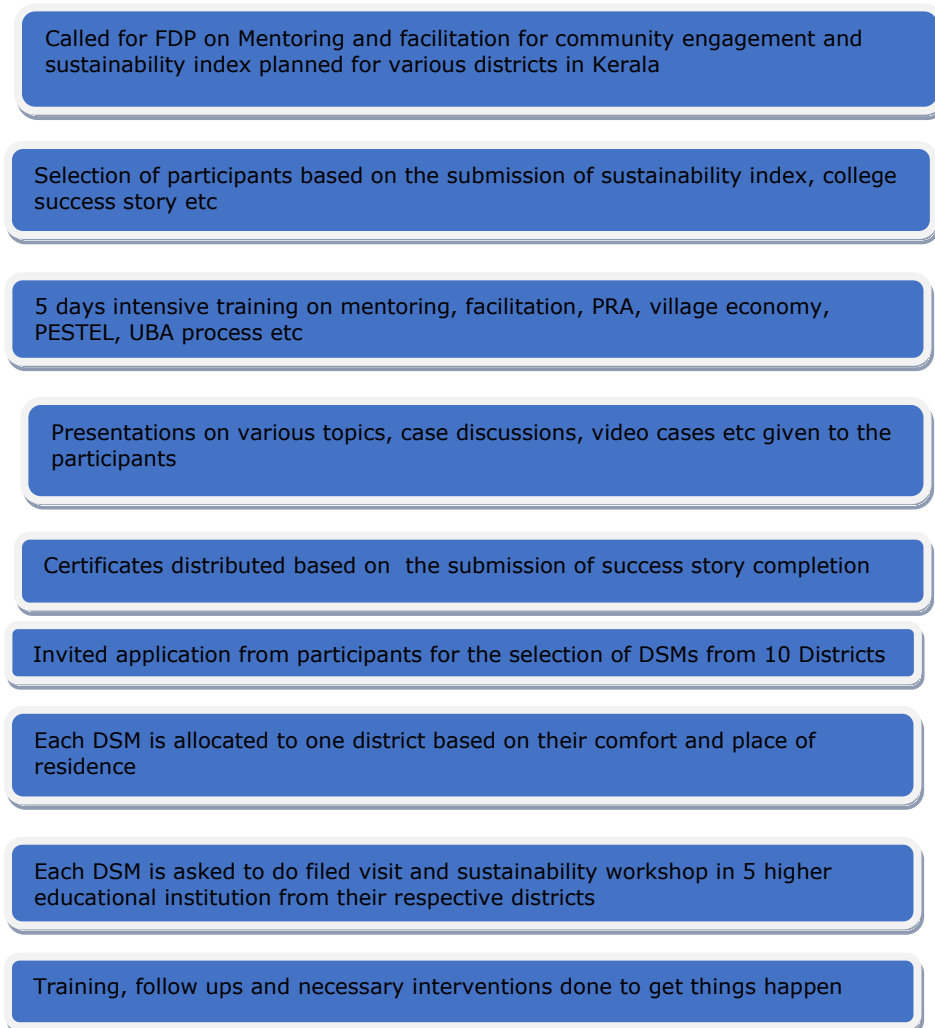 Called for FDP on Mentoring and facilitation for community engagement and
sustainability index planned for various districts in Kerala
Selection of participants based on the submission of sustainability index, college
success story etc
5 days intensive training on mentoring, facilitation, PRA, village economy,
PESTEL, UBA process etc
Presentations on various topics, case discussions, video cases etc given to the
participants
Certificates distributed based on  the submission of success story completion
Invited application from participants for the selection of DSMs from 10 Districts
Each DSM is allocated to one district based on their comfort and place of
residence
Each DSM is asked to do filed visit and sustainability workshop in 5 higher
educational institution from their respective districts
Training, follow ups and necessary interventions done to get things happen